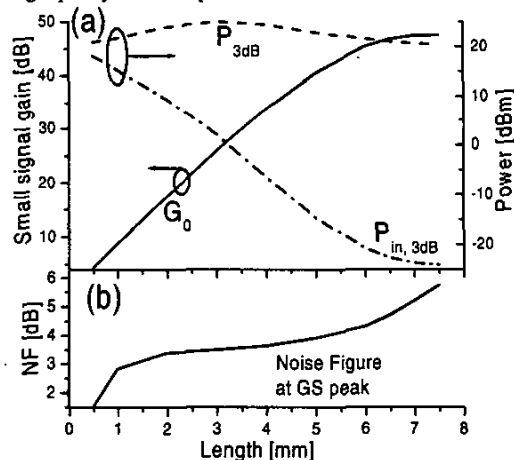 (a)
50
40
30
20
10
Small signal gain [dB]
P3dB
G0
Pin, 3dB
20
10
0
-10
-20
Power [dBm]
(b)
6
5
4
3
2
NF [dB]
Noise Figure
at GS peak
0 1 2 3 4 5 6 7 8
Length [mm]